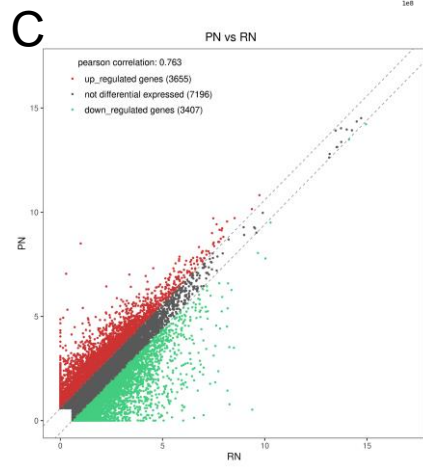 1e8
C
PN vs RN
pearson correlation: 0.763
up_regulated genes (3655)
not differential expressed (7196)
down_regulated genes (3407)
15
10
5
0
PN
0 5 10 15
RN